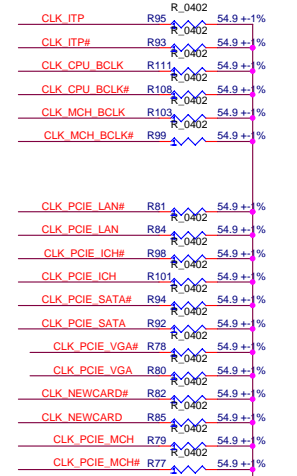 R_0402
CLK_ITP R95 54.9 +-1%
R_0402
CLK_ITP# R93 54.9 +-1%
R_0402
CLK_CPU_BCLK R111 54.9 +-1%
R_0402
CLK_CPU_BCLK# R108 54.9 +-1%
R_0402
CLK_MCH_BCLK R103 54.9 +-1%
R_0402
CLK_MCH_BCLK# R99 54.9 +-1%
R_0402
CLK_PCIE_LAN# R81 54.9 +-1%
R_0402
CLK_PCIE_LAN R84 54.9 +-1%
R_0402
CLK_PCIE_ICH# R98 54.9 +-1%
R_0402
CLK_PCIE_ICH R101 54.9 +-1%
R_0402
CLK_PCIE_SATA# R94 54.9 +-1%
R_0402
CLK_PCIE_SATA R92 54.9 +-1%
R_0402
CLK_PCIE_VGA# R78 54.9 +-1%
R_0402
CLK_PCIE_VGA R80 54.9 +-1%
R_0402
CLK_NEWCARD# R82 54.9 +-1%
R_0402
CLK_NEWCARD R85 54.9 +-1%
R_0402
CLK_PCIE_MCH R79 54.9 +-1%
R_0402
CLK_PCIE_MCH# R77 54.9 +-1%